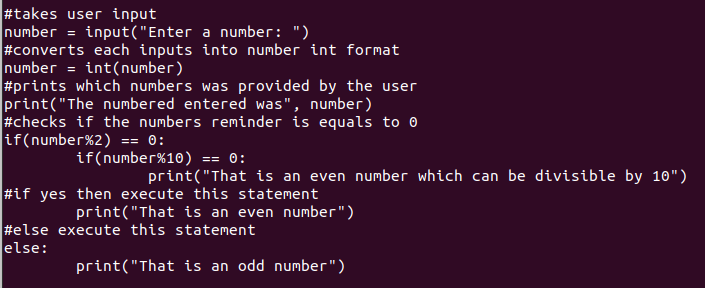 #takes user input
number = input("Enter a number: ")
#converts each inputs into number int format
number = int(number)
#prints which numbers was provided by the user
print("The numbered entered was", number)
#checks if the numbers reminder is equals to 0
if(number%2) == 0:
        if(number%10) == 0:
                print("That is an even number which can be divisible by 10")
#if yes then execute this statement
        print("That is an even number")
#else execute this statement
else:
        print("That is an odd number")